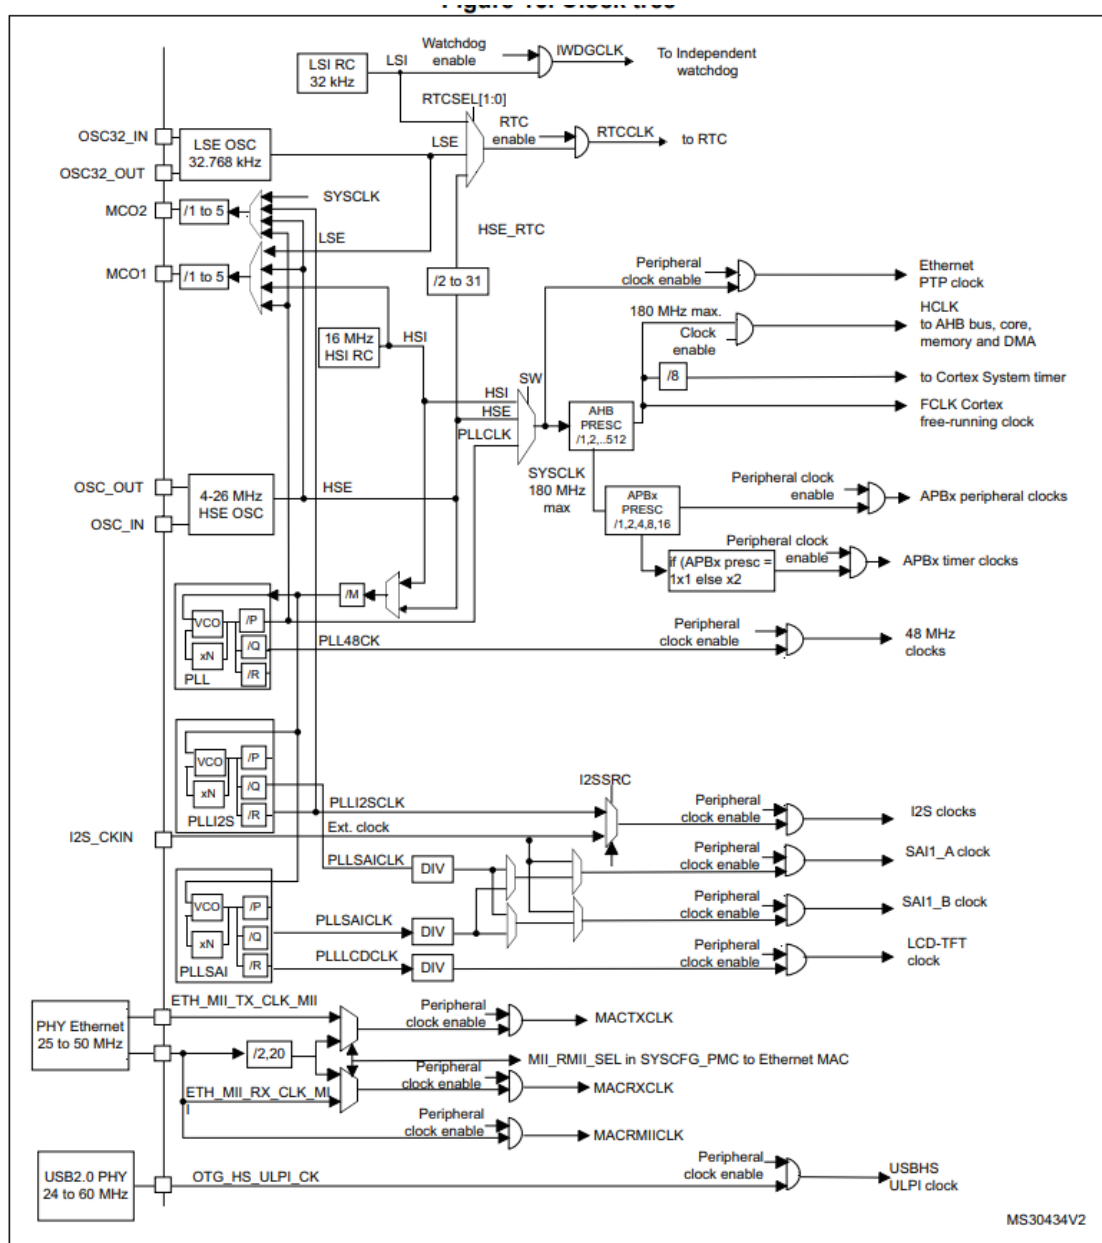 Figure 16. Clock tree
LSI RC
32 kHz
LSI
Watchdog
enable
IWDGCLK
To Independent
watchdog
RTCSEL[1:0]
OSC32_IN
OSC32_OUT
LSE OSC
32.768 kHz
LSE
RTC
enable
RTCCLK
to RTC
MCO2
/1 to 5
SYSCLK
HSE_RTC
LSE
MCO1
/1 to 5
/2 to 31
Peripheral
clock enable
Ethernet
PTP clock
16 MHz
HSI RC
HSI
180 MHz max.
Clock
enable
HCLK
to AHB bus, core,
memory and DMA
/8
to Cortex System timer
SW
HSI
HSE
PLLCLK
AHB
PRESC
/1,2,..512
FCLK Cortex
free-running clock
SYSCLK
180 MHz
max
OSC_OUT
OSC_IN
4-26 MHz
HSE OSC
HSE
APBx
PRESC
/1,2,4,8,16
Peripheral clock
enable
APBx peripheral clocks
if (APBx presc =
1x1 else x2
Peripheral clock
enable
APBx timer clocks
/M
VCO
xN
/P
/Q
/R
PLL
PLL48CK
Peripheral
clock enable
48 MHz
clocks
VCO
xN
/P
/Q
/R
PLLI2S
PLLI2SCLK
I2SSRC
Peripheral
clock enable
I2S clocks
I2S_CKIN
Ext. clock
PLLSAICLK
DIV
Peripheral
clock enable
SAI1_A clock
VCO
xN
/P
/Q
/R
PLLSAI
PLLSAICLK
DIV
Peripheral
clock enable
SAI1_B clock
PLLLCDCLK
DIV
Peripheral
clock enable
LCD-TFT
clock
PHY Ethernet
25 to 50 MHz
ETH_MII_TX_CLK_MII
Peripheral
clock enable
MACTXCLK
/2,20
MII_RMII_SEL in SYSCFG_PMC to Ethernet MAC
ETH_MII_RX_CLK_MI
I
Peripheral
clock enable
MACRXCLK
Peripheral
clock enable
MACRMIICLK
USB2.0 PHY
24 to 60 MHz
OTG_HS_ULPI_CK
Peripheral
clock enable
USBHS
ULPI clock
MS30434V2